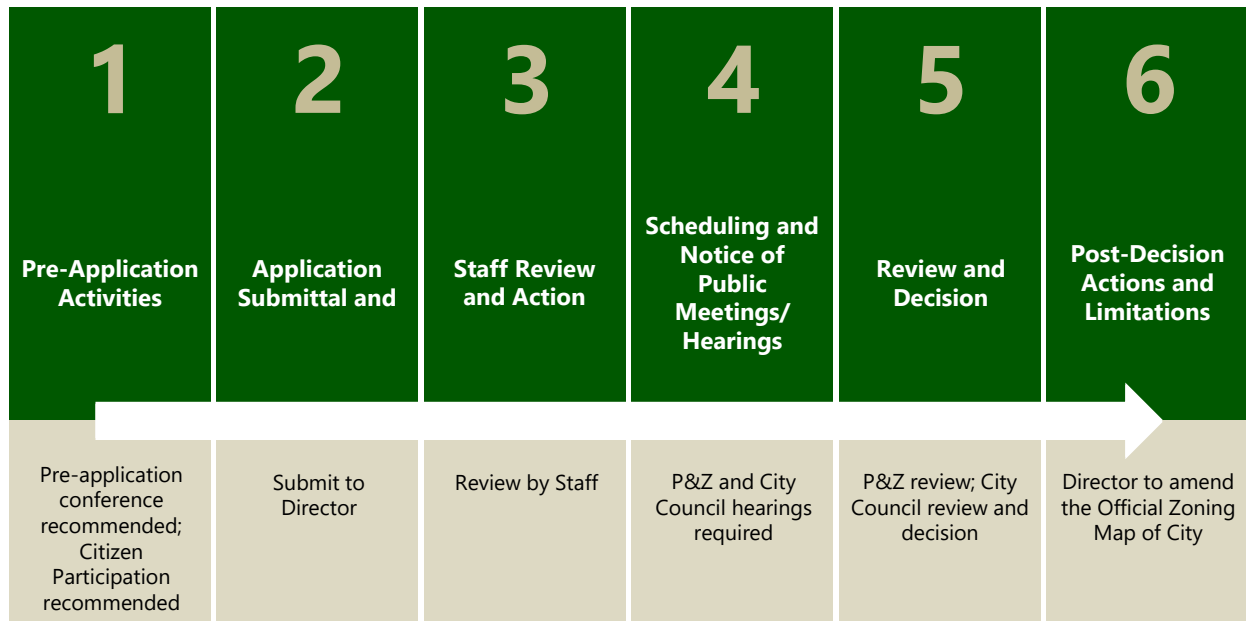 1
Pre-Application
Activities
Pre-application
conference
recommended;
Citizen
Participation
recommended
2
Application
Submittal and
Submit to
Director
3
Staff Review
and Action
Review by Staff
4
Scheduling and
Notice of
Public
Meetings/
Hearings
P&Z and City
Council hearings
required
5
Review and
Decision
P&Z review; City
Council review and
decision
6
Post-Decision
Actions and
Limitations
Director to amend
the Official Zoning
Map of City